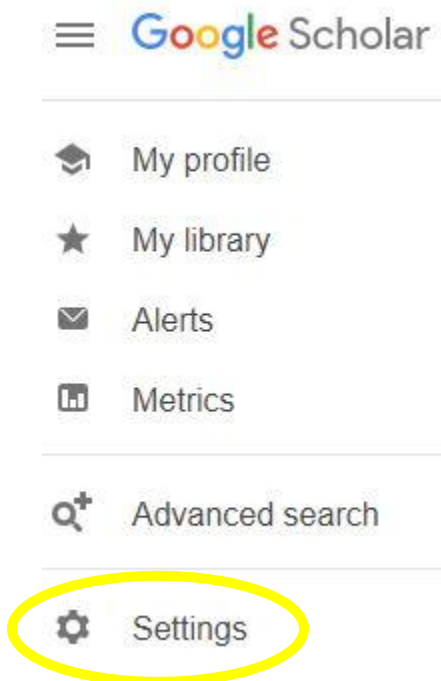 Google Scholar
My profile
My library
Alerts
Metrics
Advanced search
Settings